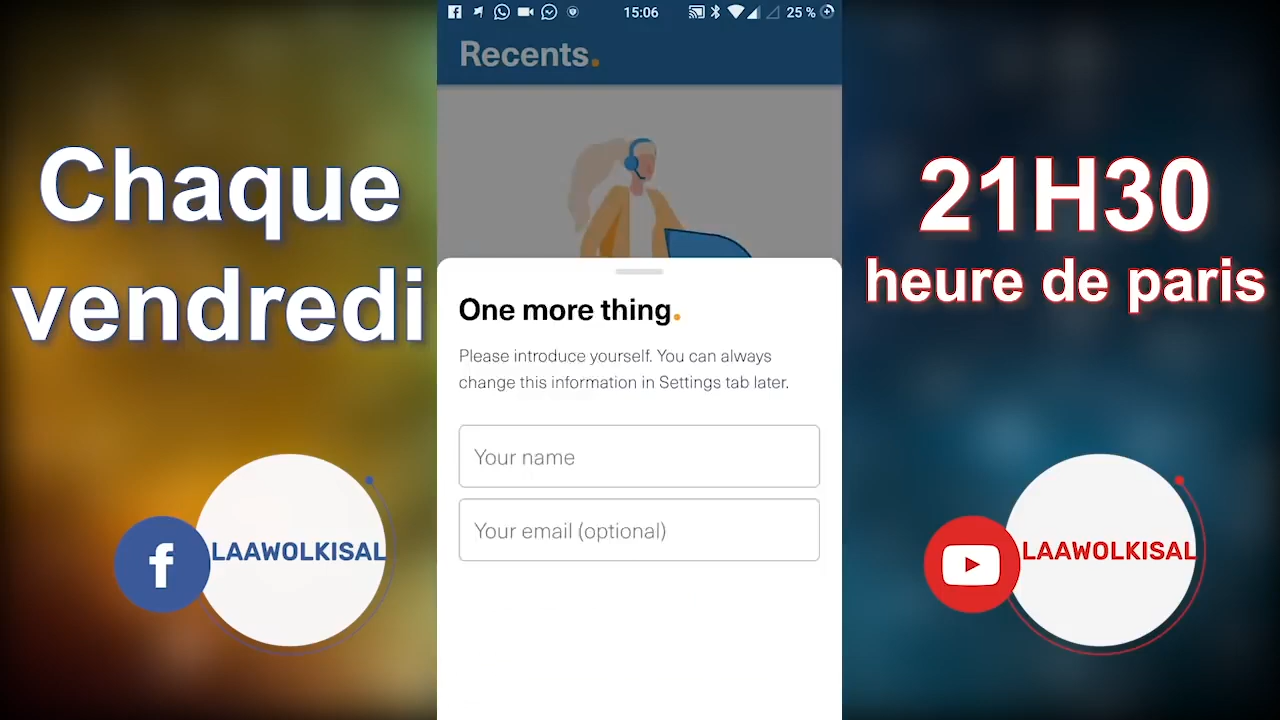 Chaque
vendredi
LAAWOLKISAL
15:06
25 %
Recents.
One more thing.
Please introduce yourself. You can always
change this information in Settings tab later.
Your name
Your email (optional)
21H30
heure de paris
LAAWOLKISAL